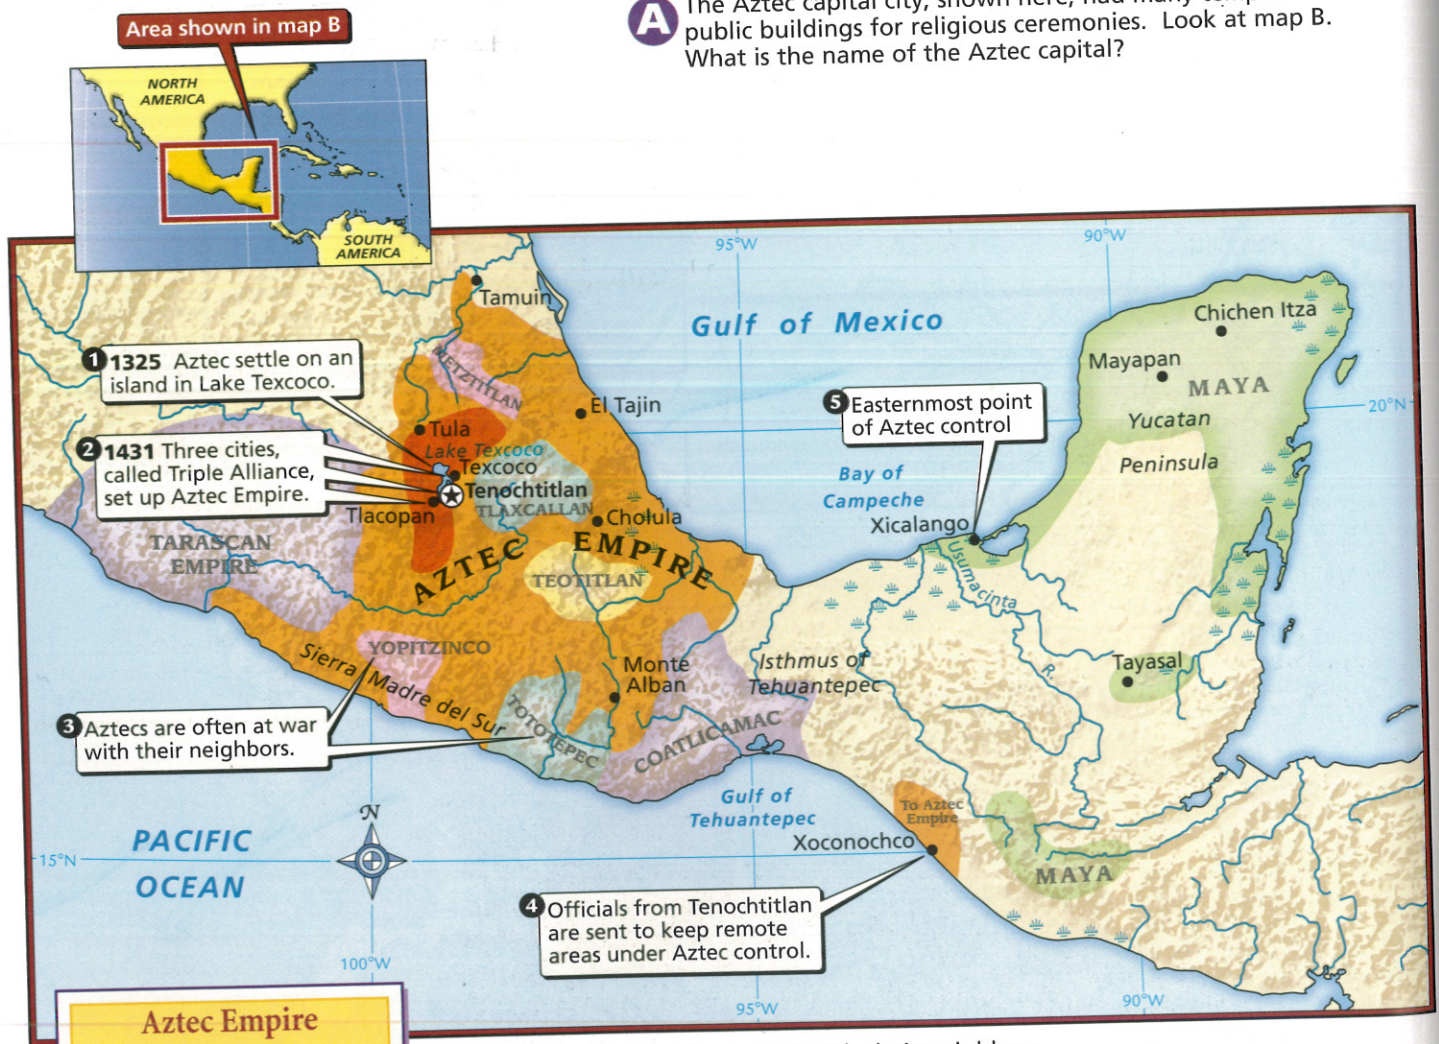 Area shown in map B
A
The Aztec capital city, shown here, had many
public buildings for religious ceremonies. Look at map B.
What is the name of the Aztec capital?
NORTH
AMERICA
SOUTH
AMERICA
95°W
90°W
Tamuin
Gulf of Mexico
Chichen Itza
Mayapan
MAYA
Yucatan
Peninsula
20°N
1 1325 Aztec settle on an
island in Lake Texcoco.
METZTITLAN
El Tajin
5 Easternmost point
of Aztec control
Tula
Lake Texcoco
Texcoco
Tenochtitlan
TLAXCALLAN
Tlacopan
2 1431 Three cities,
called Triple Alliance,
set up Aztec Empire.
Bay of
Campeche
Xicalango
Cholula
TARASCAN
EMPIRE
AZTEC EMPIRE
TEOTITLAN
Usumacinta
R.
YOPITZINCO
Sierra Madre del Sur
Monte
Alban
Isthmus of
Tehuantepec
Tayasal
3 Aztecs are often at war
with their neighbors.
TOTOTEPEC
COATLICAMAC
Gulf of
Tehuantepec
To Aztec
Empire
Xoconochco
MAYA
N
PACIFIC
OCEAN
15°N
4 Officials from Tenochtitlan
are sent to keep remote
areas under Aztec control.
100°W
95°W
90°W
Aztec Empire